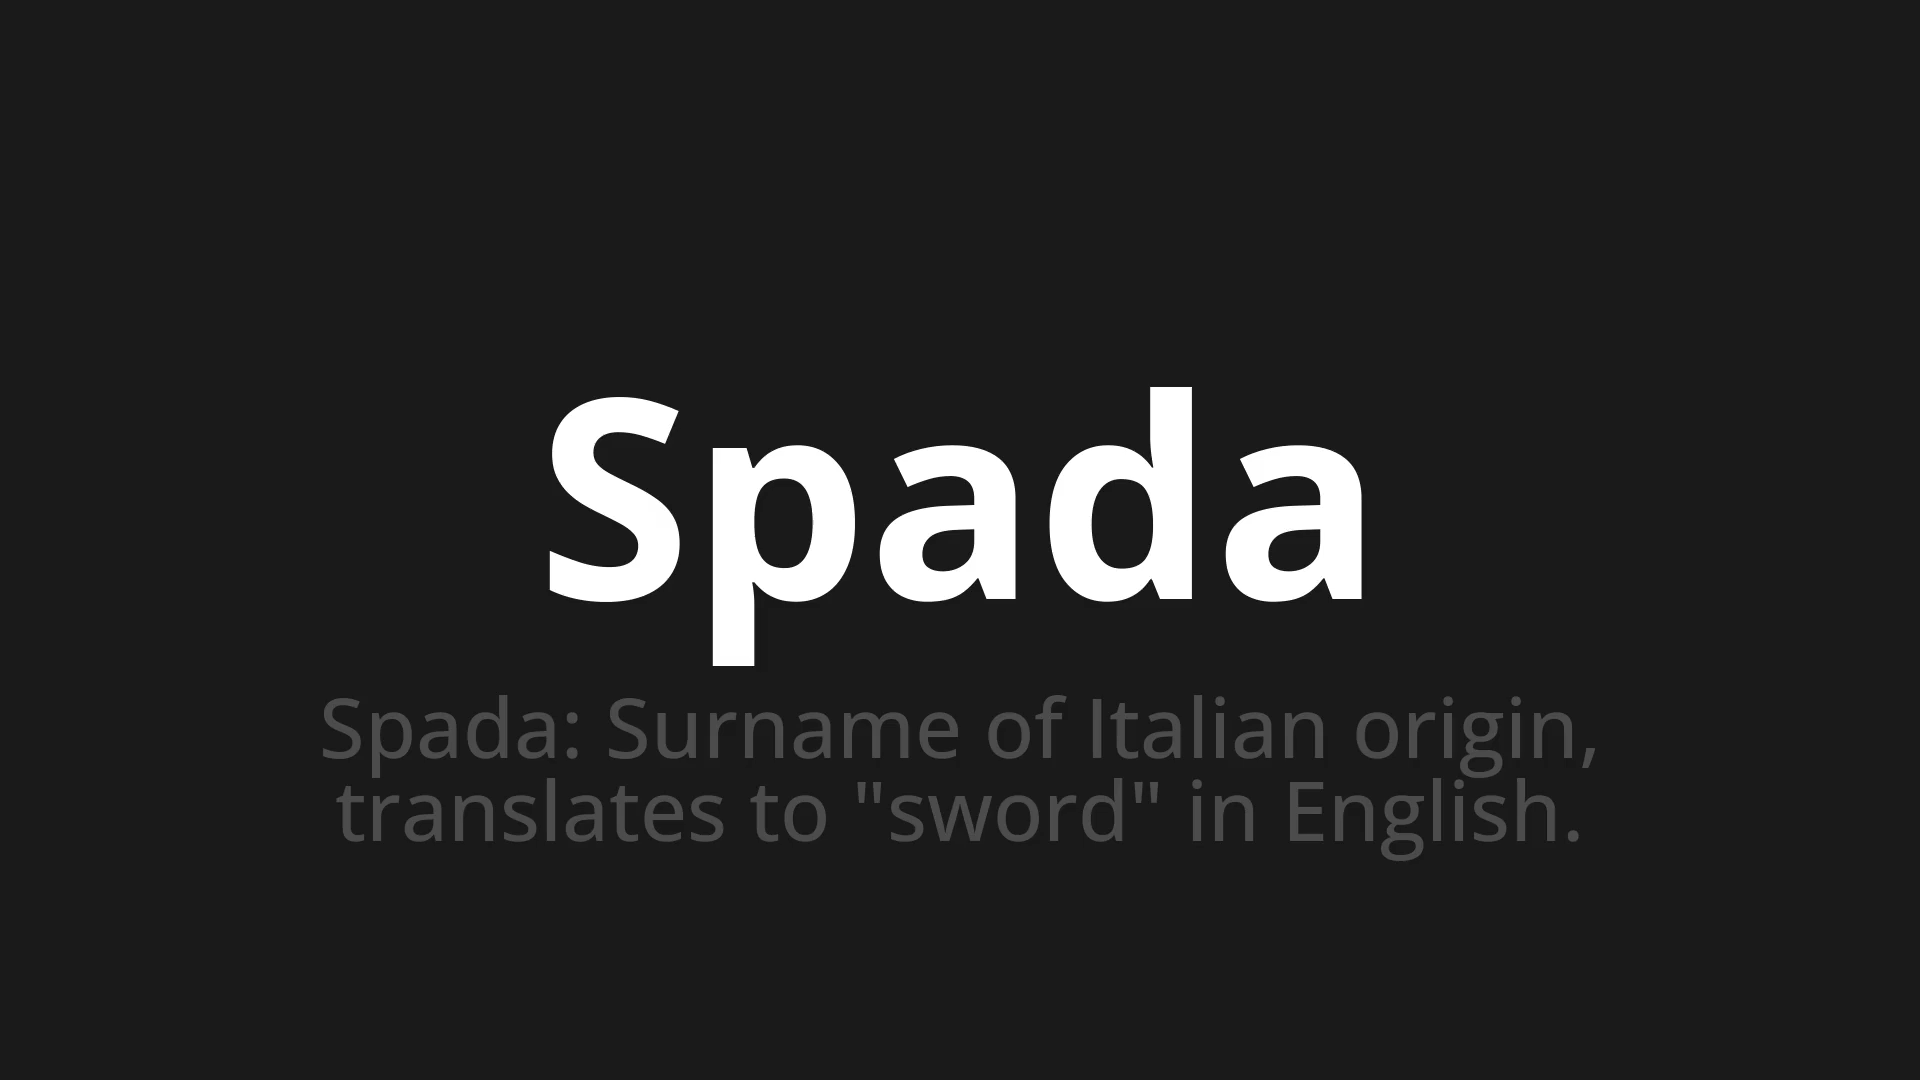 Spada
Spada: Surname of Italian origin,
translates to "sword" in English.